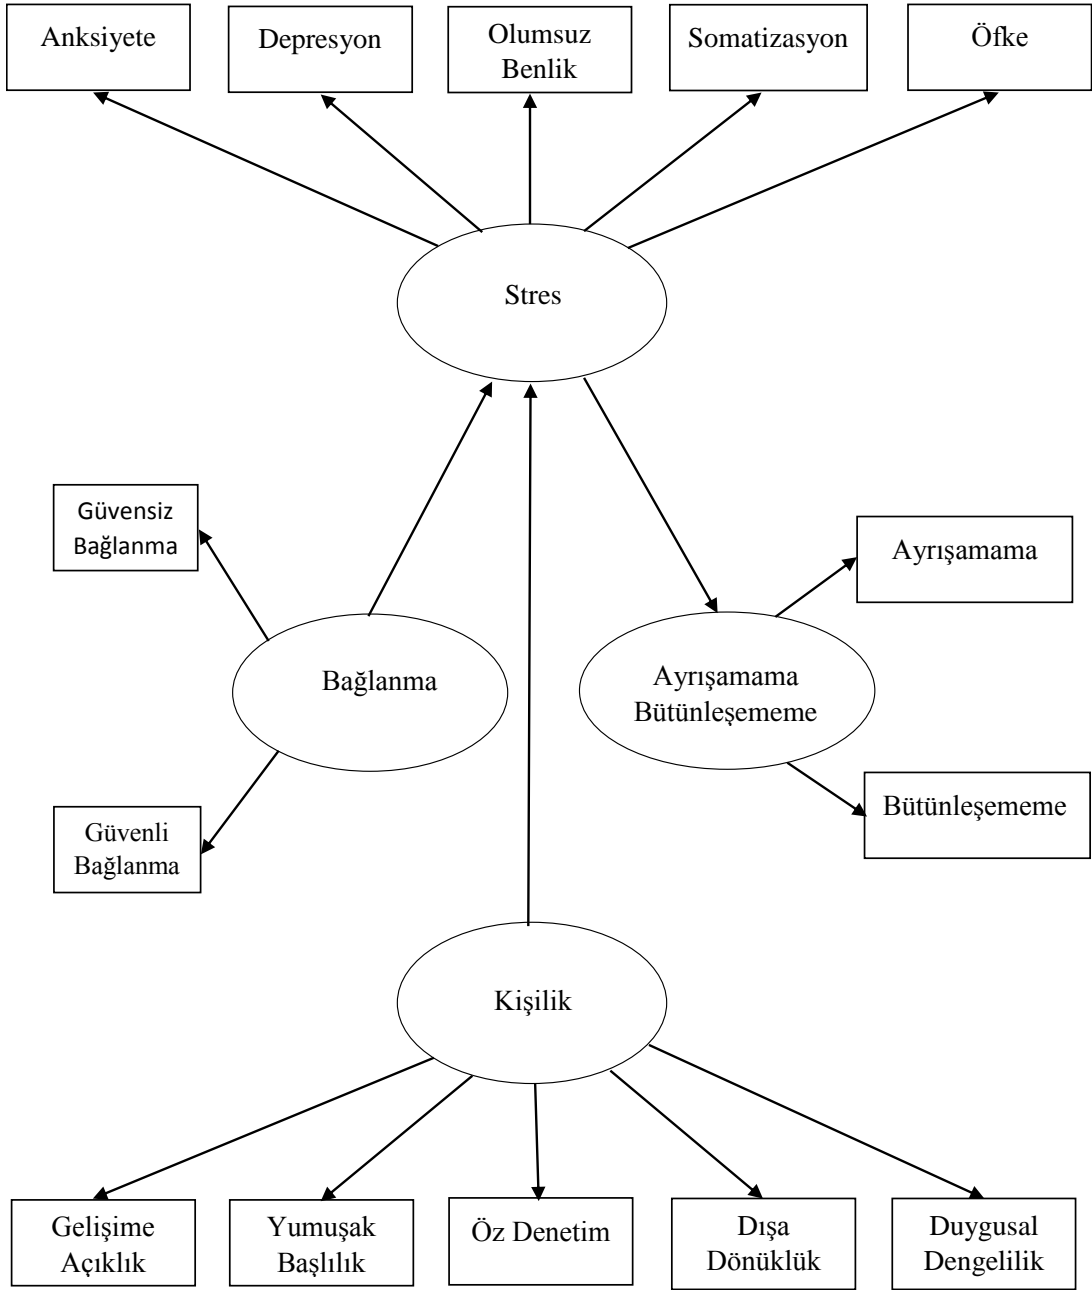 Anksiyete
Depresyon
Olumsuz
Benlik
Somatizasyon
Öfke
Stres
Güvensiz
Bağlanma
Ayrışamama
Bağlanma
Ayrışamama
Bütünleşememe
Güvenli
Bağlanma
Bütünleşememe
Kişilik
Gelişime
Açıklık
Yumuşak
Başlılık
Öz Denetim
Dışa
Dönüklük
Duygusal
Dengelilik